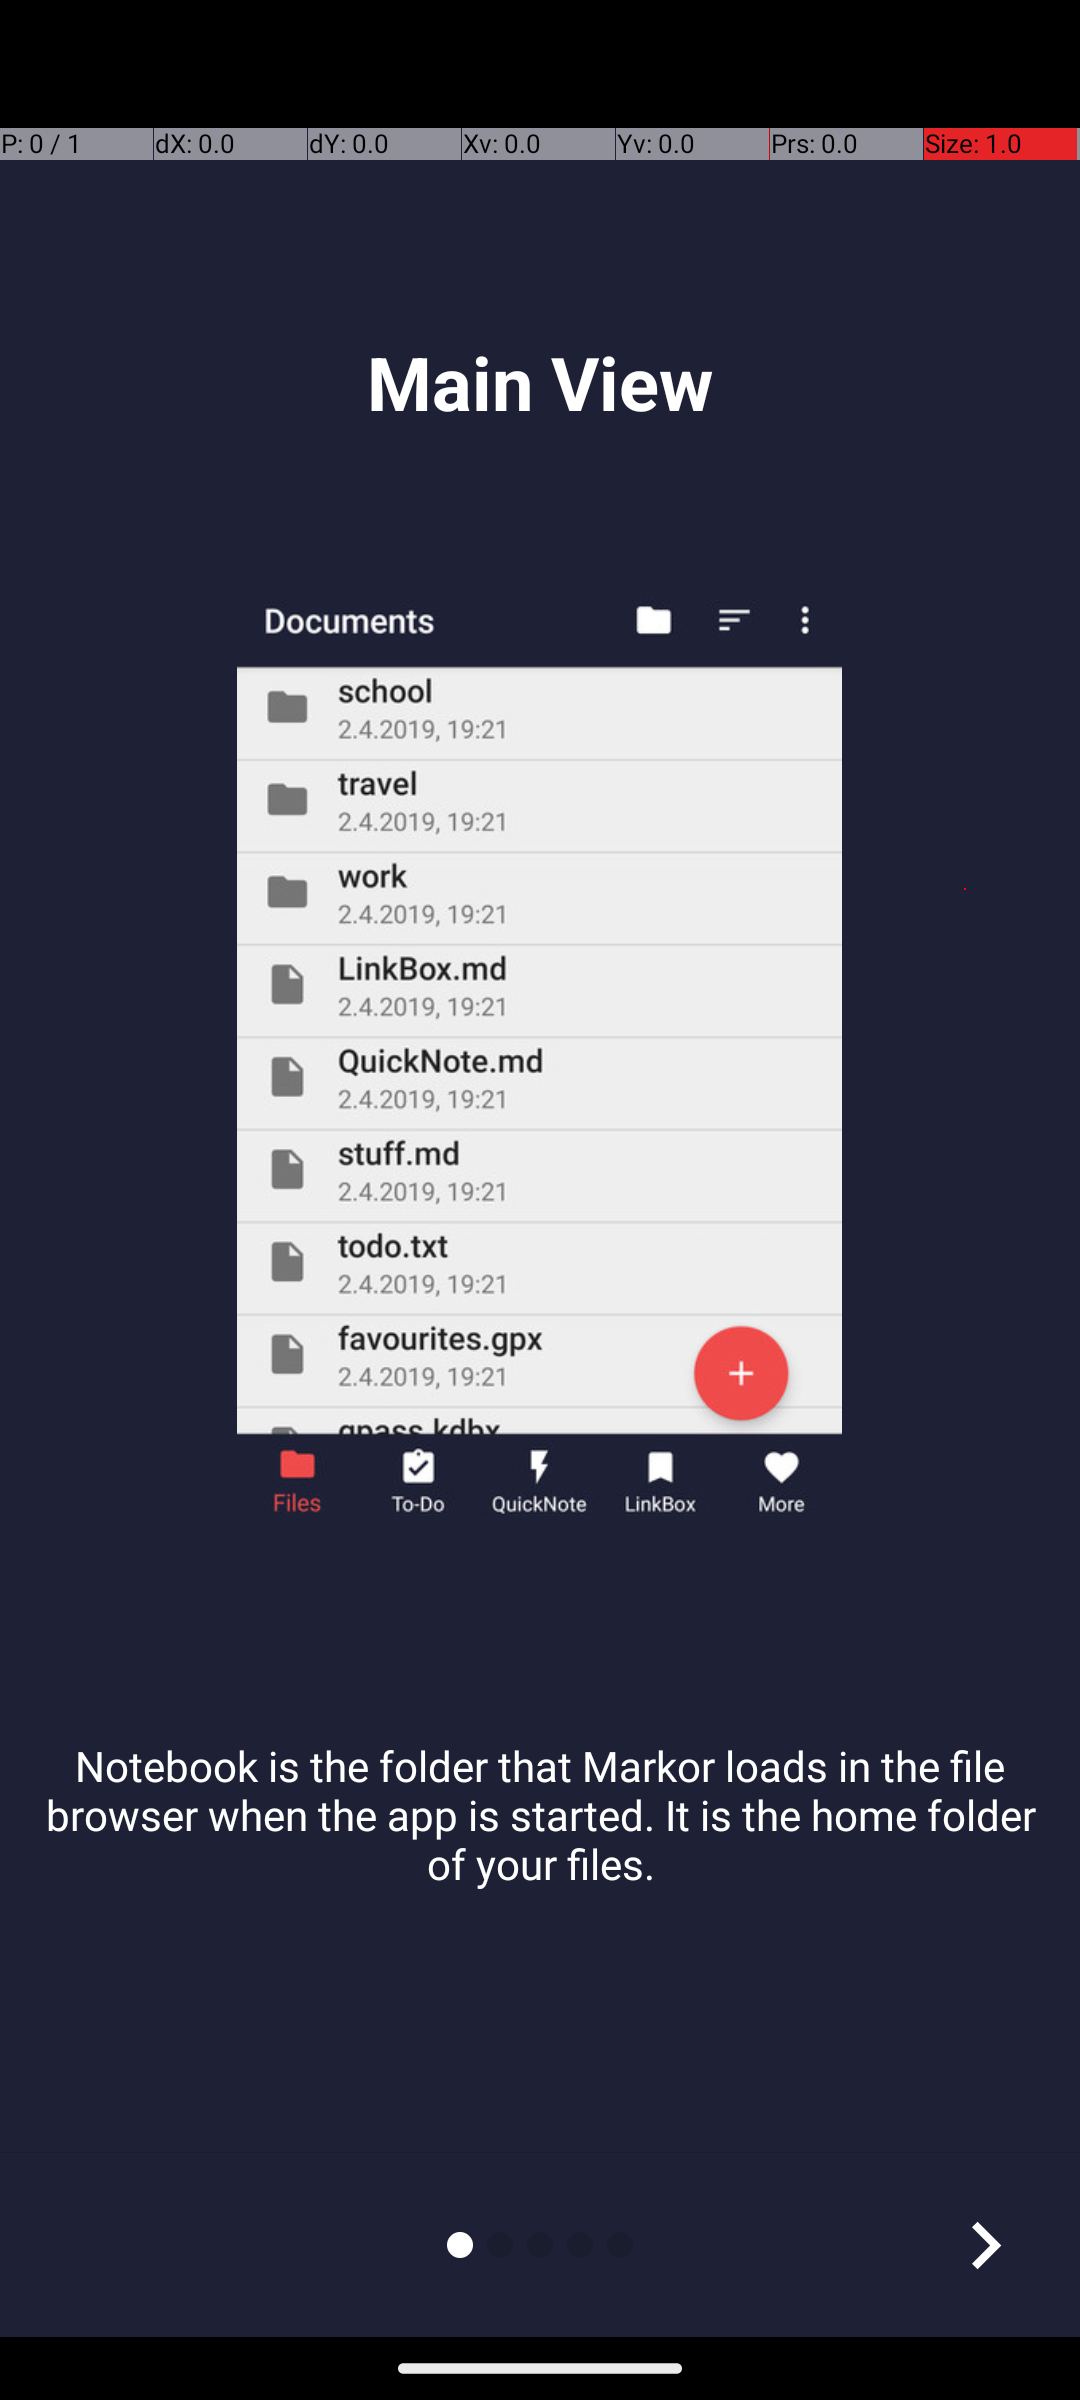 P: 0 / 1 dX: 0.0 dY: 0.0 Xv: 0.0 Yv: 0.0 Prs: 0.0 Size: 1.0
Main View
Documents
school
2.4.2019, 19:21
travel
2.4.2019, 19:21
work
2.4.2019, 19:21
LinkBox.md
2.4.2019, 19:21
QuickNote.md
2.4.2019, 19:21
stuff.md
2.4.2019, 19:21
todo.txt
2.4.2019, 19:21
favourites.gpx
2.4.2019, 19:21
Files To-Do QuickNote LinkBox More
Notebook is the folder that Markor loads in the file
browser when the app is started. It is the home folder
of your files.